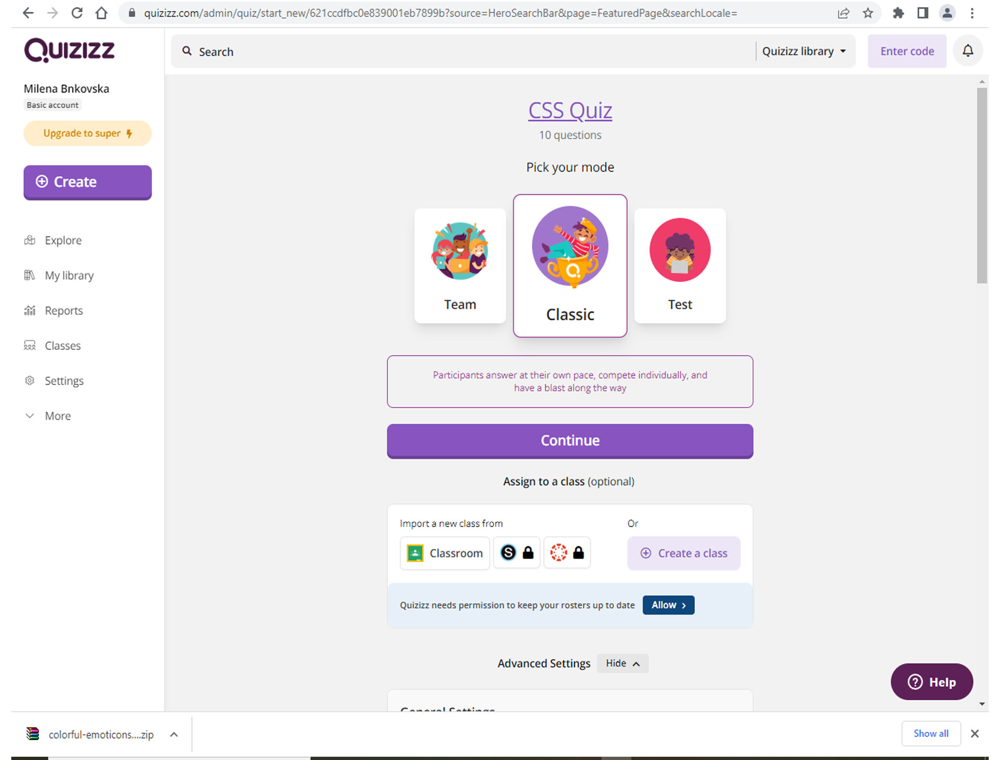 quizizz.com/admin/quiz/start_new/621ccdfbc0e839001eb7899b?source=HeroSearchBar&page=FeaturedPage&searchLocale=
QUIZIZZ
Search
Quizizz library
Enter code
Milena Bnkovska
Basic account
Upgrade to super
Create
Explore
My library
Reports
Classes
Settings
More
CSS Quiz
10 questions
Pick your mode
Team
Classic
Test
Participants answer at their own pace, compete individually, and
have a blast along the way
Continue
Assign to a class (optional)
Import a new class from
Or
Classroom
S
Create a class
Quizizz needs permission to keep your rosters up to date
Allow
Advanced Settings
Hide
General Settings
Help
colorful-emoticons....zip
Show all